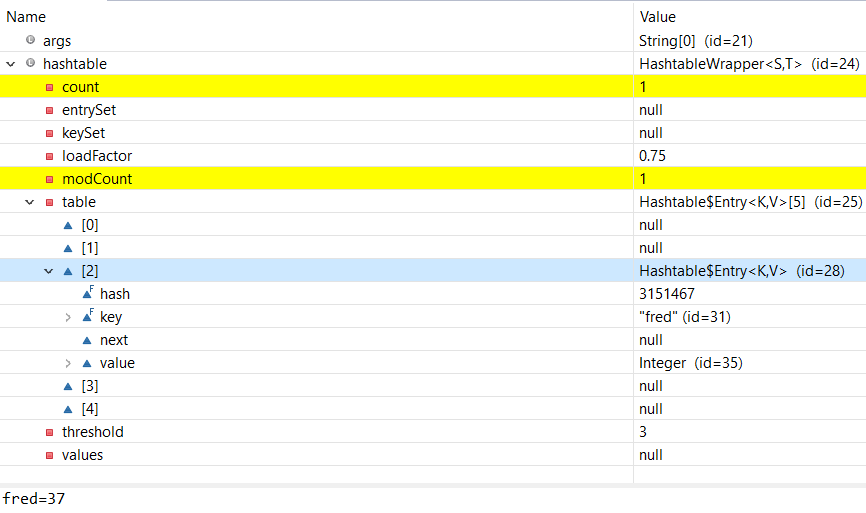 Name Value
args String[0] (id=21)
hashtable HashtableWrapper<S,T> (id=24)
count 1
entrySet null
keySet null
loadFactor 0.75
modCount 1
table Hashtable$Entry<K,V>[5] (id=25)
[0] null
[1] null
[2] Hashtable$Entry<K,V> (id=28)
F hash 3151467
F key "fred" (id=31)
next null
value Integer (id=35)
[3] null
[4] null
threshold 3
values null
fred=37